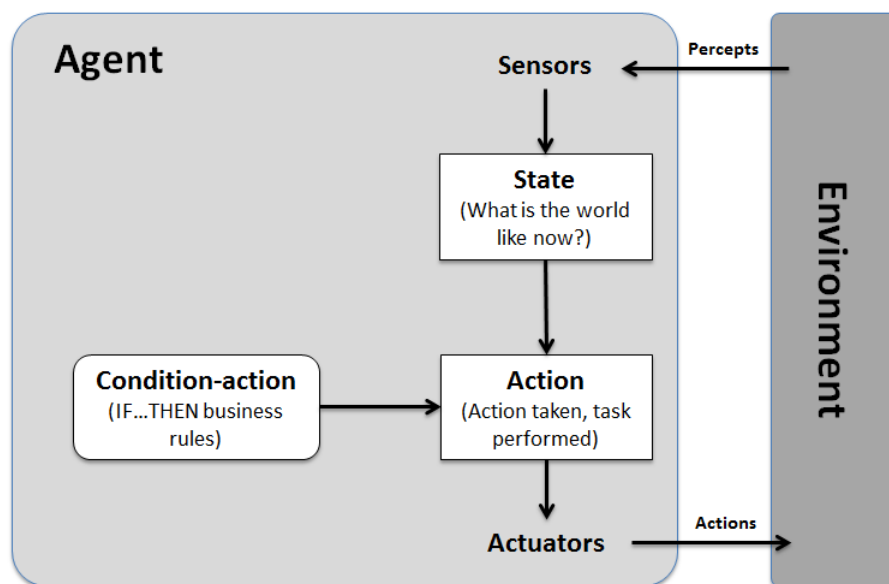 Agent
Sensors
Percepts
State
(What is the world
like now?)
Environment
Condition-action
(IF...THEN business
rules)
Action
(Action taken, task
performed)
Actuators
Actions